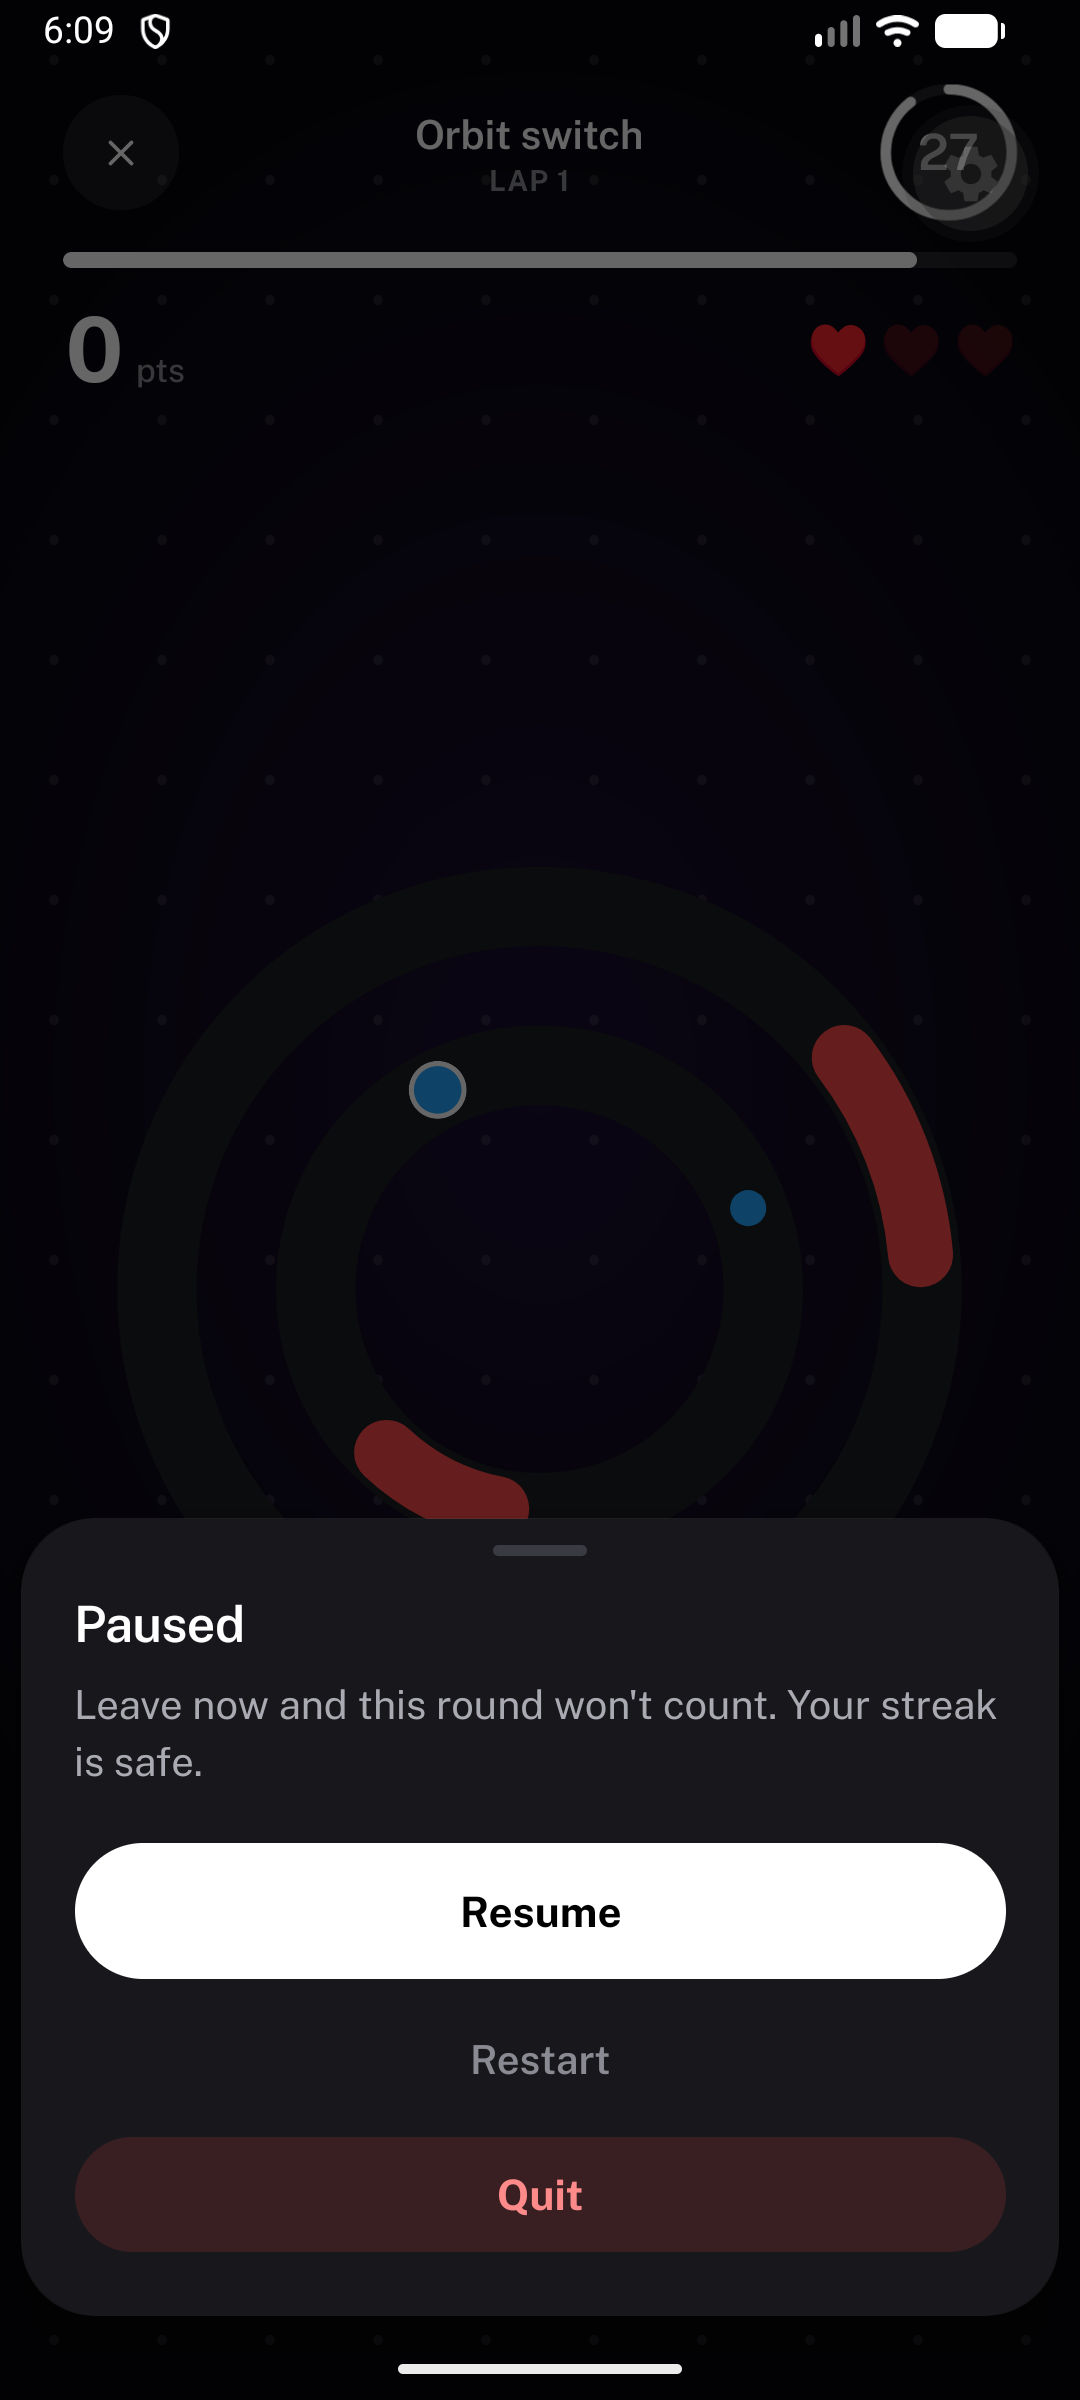 6:09
Orbit switch
LAP 1
27
0 pts
Paused
Leave now and this round won't count. Your streak
is safe.
Resume
Restart
Quit